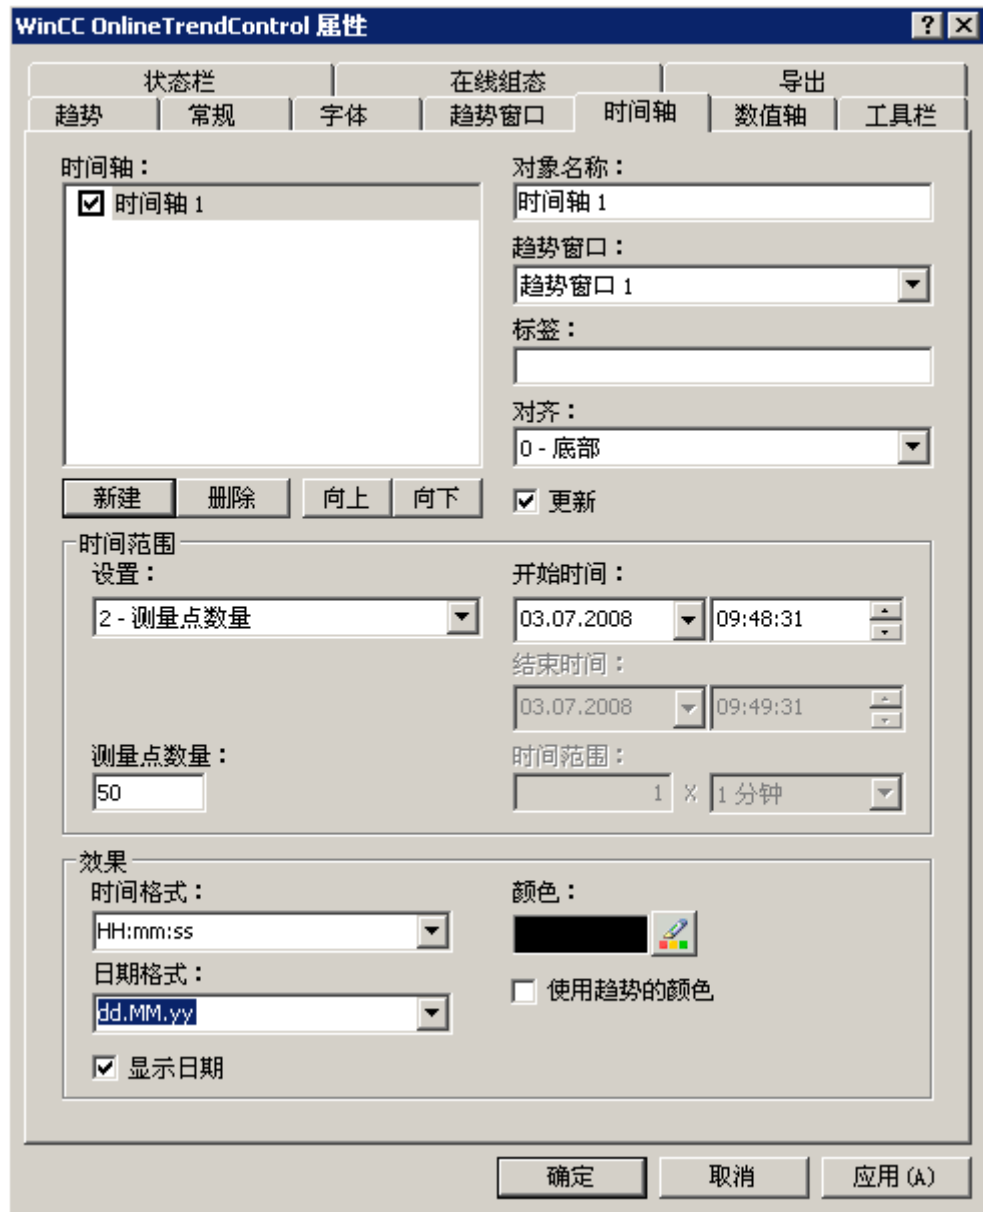 WinCC OnlineTrendControl 属性
状态栏 在线组态 导出
趋势 常规 字体 趋势窗口 时间轴 数值轴 工具栏
时间轴：
时间轴 1
对象名称：
时间轴 1
趋势窗口：
趋势窗口 1
标签：
对齐：
0 - 底部
新建 删除 向上 向下
更新
时间范围
设置：
2 - 测量点数量
开始时间：
03.07.2008 09:48:31
结束时间：
03.07.2008 09:49:31
测量点数量：
50
时间范围：
1 X 1 分钟
效果
时间格式：
HH:mm:ss
颜色：
日期格式：
dd.MM.yy
使用趋势的颜色
显示日期
确定 取消 应用(A)